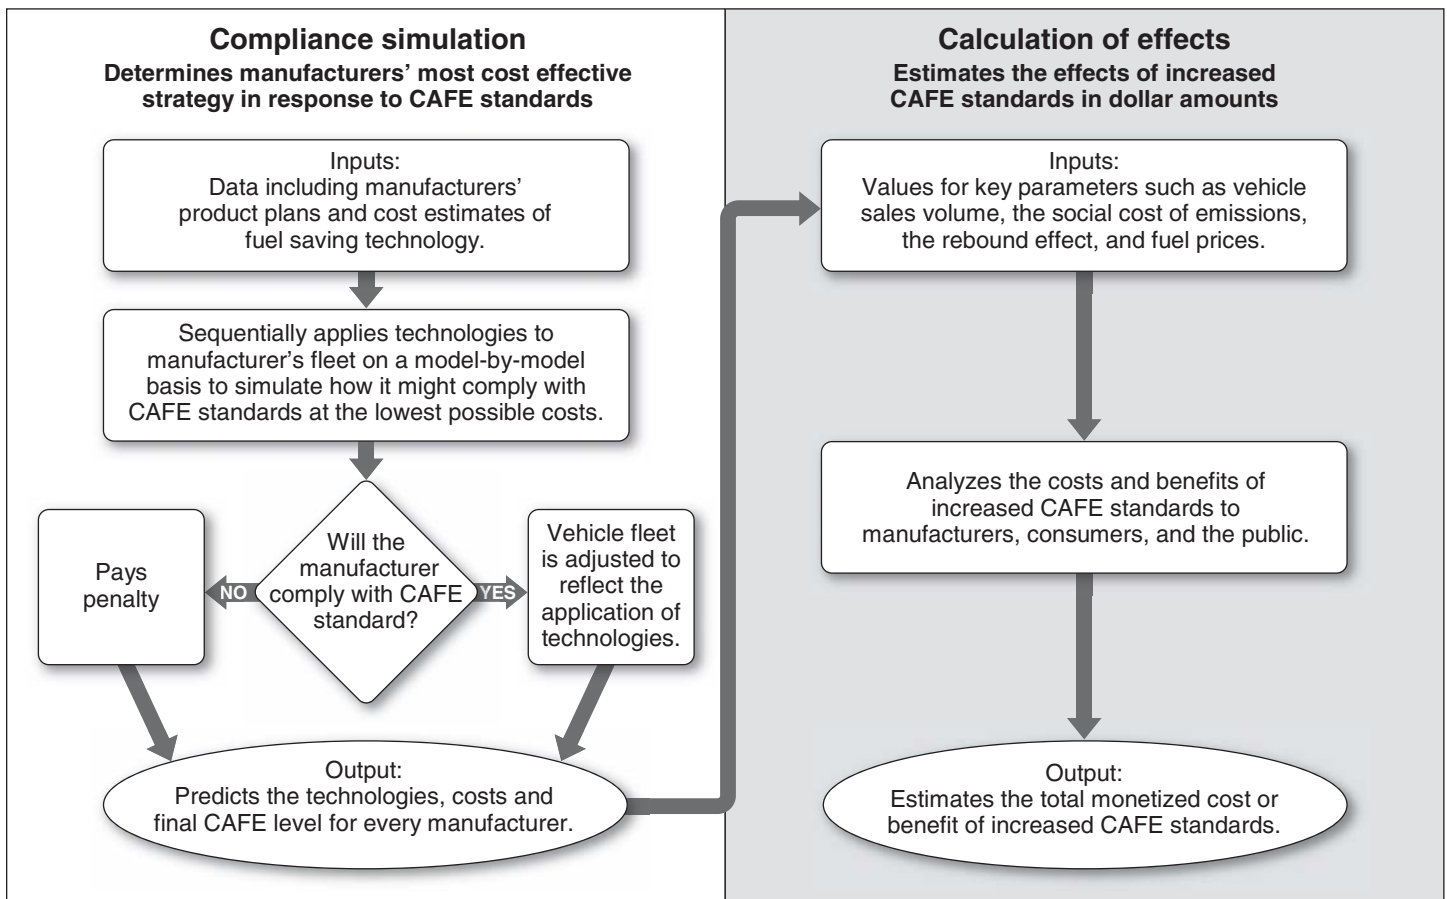 Compliance simulation
Determines manufacturers’ most cost effective
strategy in response to CAFE standards
Inputs:
Data including manufacturers’
product plans and cost estimates of
fuel saving technology.
Sequentially applies technologies to
manufacturer’s fleet on a model-by-model
basis to simulate how it might comply with
CAFE standards at the lowest possible costs.
Will the
manufacturer
comply with CAFE
standard?
NO
Pays
penalty
YES
Vehicle fleet
is adjusted to
reflect the
application of
technologies.
Output:
Predicts the technologies, costs and
final CAFE level for every manufacturer.
Calculation of effects
Estimates the effects of increased
CAFE standards in dollar amounts
Inputs:
Values for key parameters such as vehicle
sales volume, the social cost of emissions,
the rebound effect, and fuel prices.
Analyzes the costs and benefits of
increased CAFE standards to
manufacturers, consumers, and the public.
Output:
Estimates the total monetized cost or
benefit of increased CAFE standards.